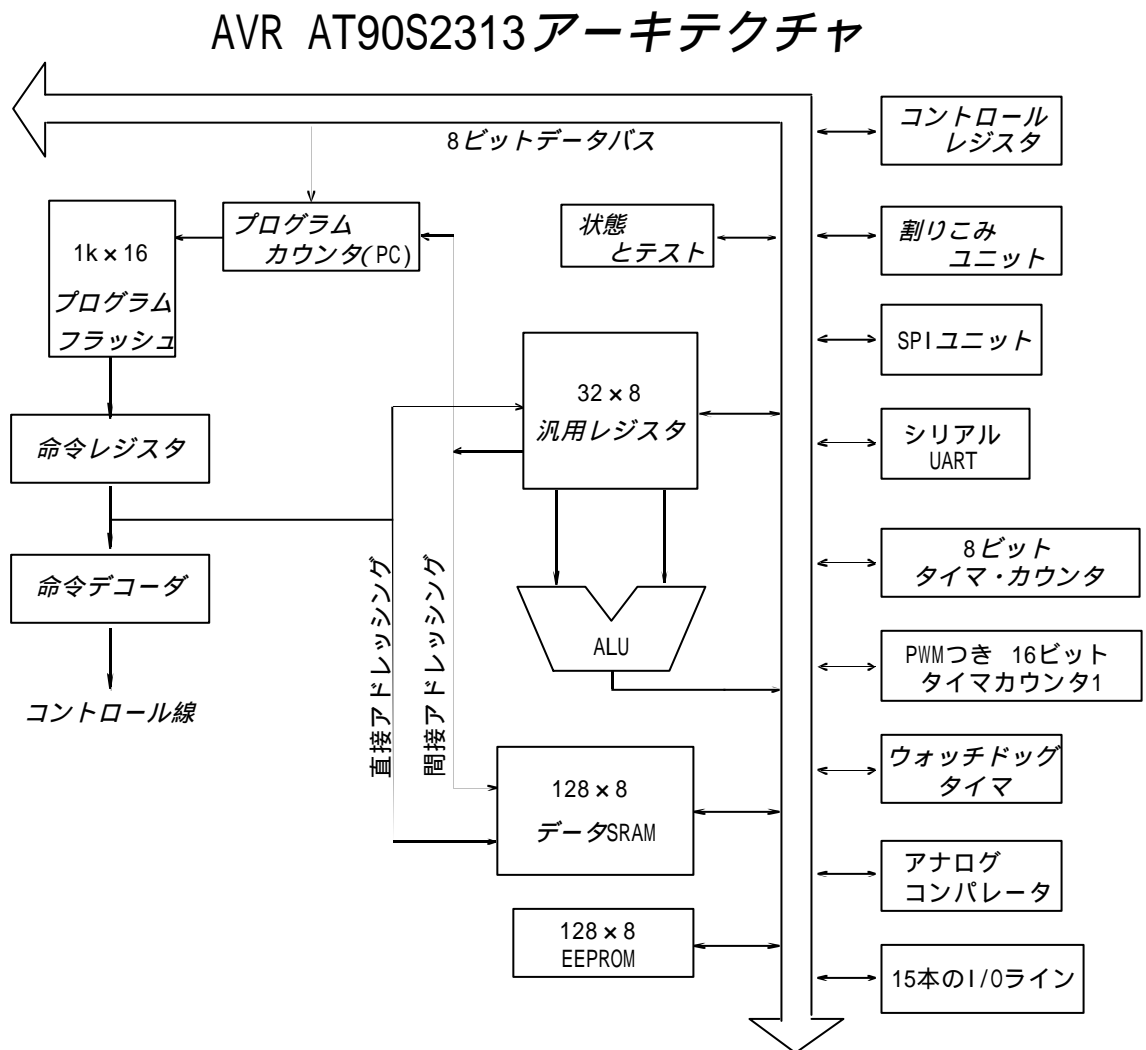 AVR AT90S2313アーキテクチャ
8ビットデータバス
コントロール
レジスタ
プログラム
カウンタ(PC)
状態
とテスト
割りこみ
ユニット
1k×16
プログラム
フラッシュ
SPIユニット
32×8
汎用レジスタ
命令レジスタ
シリアル
UART
命令デコーダ
8ビット
タイマ・カウンタ
直接アドレッシング
間接アドレッシング
ALU
PWMつき 16ビット
タイマカウンタ1
コントロール線
ウォッチドッグ
タイマ
128×8
データSRAM
アナログ
コンパレータ
128×8
EEPROM
15本のI/Oライン